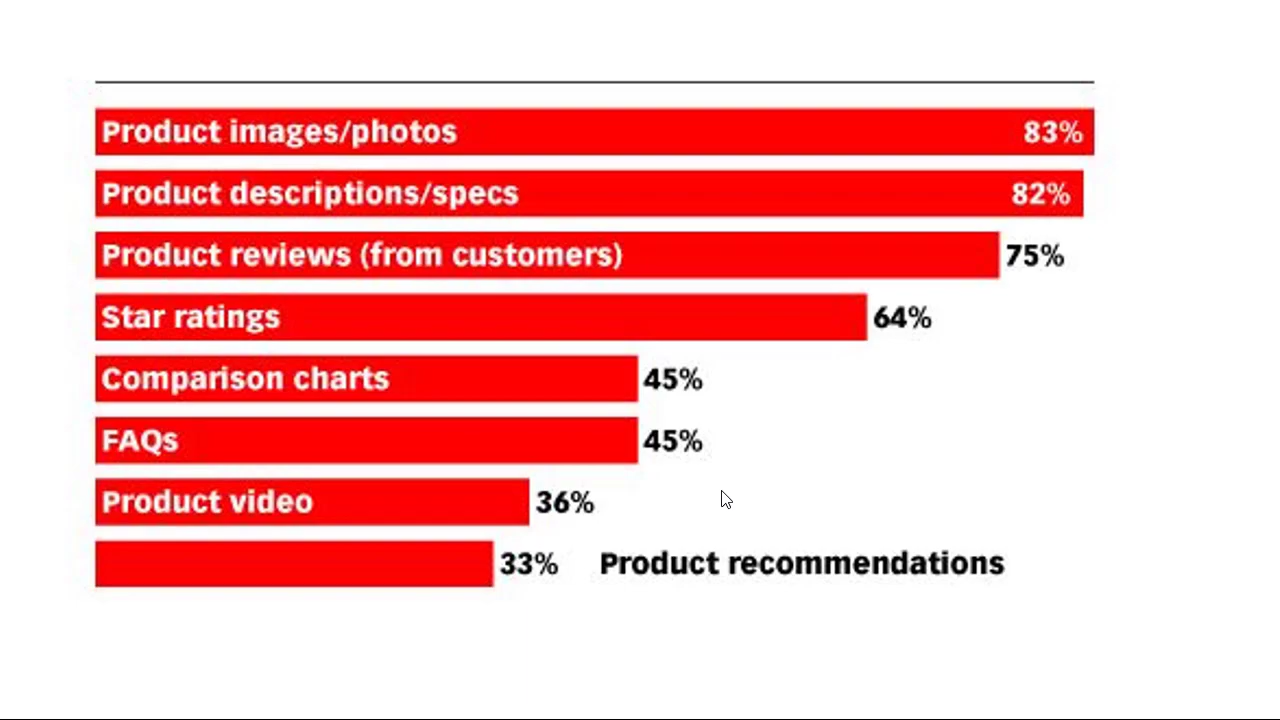 Product images/photos 83%
Product descriptions/specs 82%
Product reviews (from customers) 75%
Star ratings 64%
Comparison charts 45%
FAQs 45%
Product video 36%
33% Product recommendations